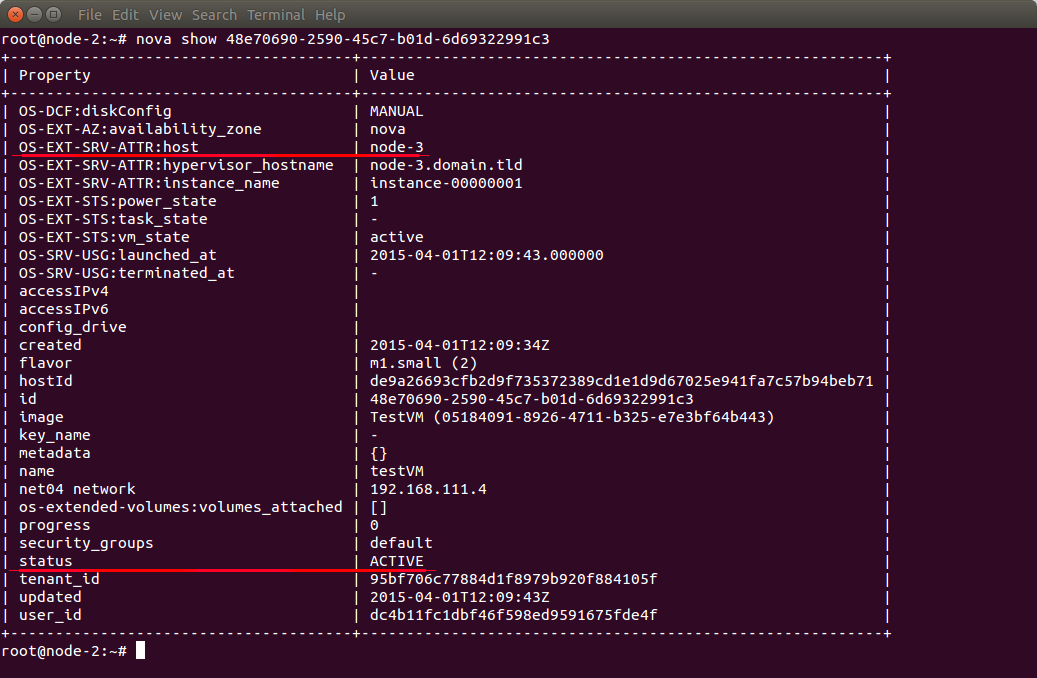 File Edit View Search Terminal Help
root@node-2:~# nova show 48e70690-2590-45c7-b01d-6d69322991c3
+--------------------------------------+----------------------------------------------------------+
| Property                             | Value                                                    |
+--------------------------------------+----------------------------------------------------------+
| OS-DCF:diskConfig                    | MANUAL                                                   |
| OS-EXT-AZ:availability_zone          | nova                                                     |
| OS-EXT-SRV-ATTR:host                 | node-3                                                   |
| OS-EXT-SRV-ATTR:hypervisor_hostname  | node-3.domain.tld                                        |
| OS-EXT-SRV-ATTR:instance_name        | instance-00000001                                        |
| OS-EXT-STS:power_state               | 1                                                        |
| OS-EXT-STS:task_state                | -                                                        |
| OS-EXT-STS:vm_state                  | active                                                   |
| OS-SRV-USG:launched_at               | 2015-04-01T12:09:43.000000                               |
| OS-SRV-USG:terminated_at             | -                                                        |
| accessIPv4                           |                                                          |
| accessIPv6                           |                                                          |
| config_drive                         |                                                          |
| created                              | 2015-04-01T12:09:34Z                                     |
| flavor                               | m1.small (2)                                             |
| hostId                               | de9a26693cfb2d9f735372389cd1e1d9d67025e941fa7c57b94beb71 |
| id                                   | 48e70690-2590-45c7-b01d-6d69322991c3                     |
| image                                | TestVM (05184091-8926-4711-b325-e7e3bf64b443)            |
| key_name                             | -                                                        |
| metadata                             | {}                                                       |
| name                                 | testVM                                                   |
| net04 network                        | 192.168.111.4                                            |
| os-extended-volumes:volumes_attached | []                                                       |
| progress                             | 0                                                        |
| security_groups                      | default                                                  |
| status                               | ACTIVE                                                   |
| tenant_id                            | 95bf706c77884d1f8979b920f884105f                         |
| updated                              | 2015-04-01T12:09:43Z                                     |
| user_id                              | dc4b11fc1dbf46f598ed9591675fde4f                         |
+--------------------------------------+----------------------------------------------------------+
root@node-2:~#